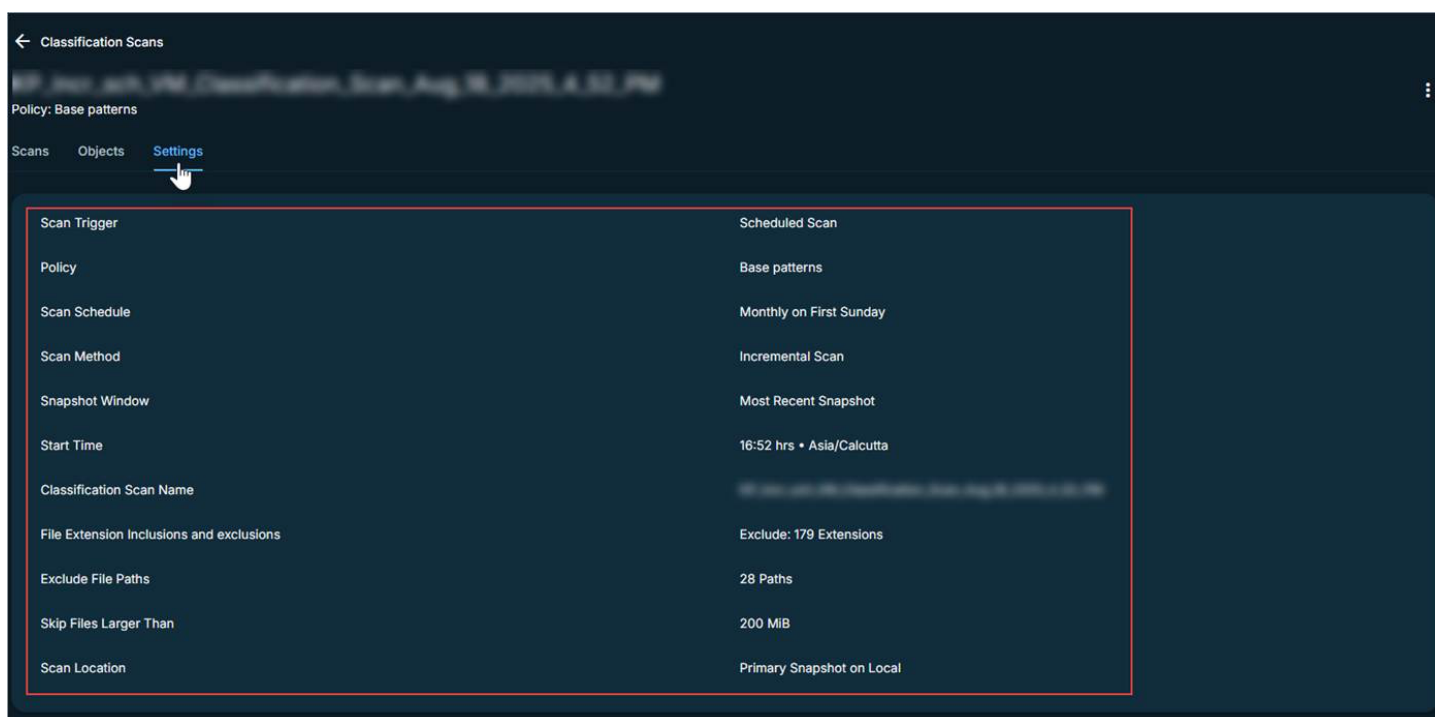 Classification Scans
Policy: Base patterns
Scans Objects Settings
Scan Trigger Scheduled Scan
Policy Base patterns
Scan Schedule Monthly on First Sunday
Scan Method Incremental Scan
Snapshot Window Most Recent Snapshot
Start Time 16:52 hrs • Asia/Calcutta
Classification Scan Name
File Extension Inclusions and exclusions Exclude: 179 Extensions
Exclude File Paths 28 Paths
Skip Files Larger Than 200 MiB
Scan Location Primary Snapshot on Local